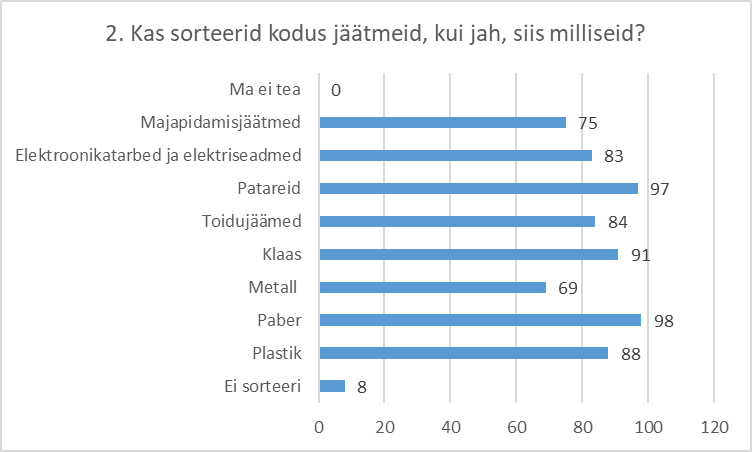 2. Kas sorteerid kodus jäätmeid, kui jah, siis milliseid?
Ma ei tea 0
Majapidamisjäätmed 75
Elektroonikatarbed ja elektriseadmed 83
Patareid 97
Toidujäämed 84
Klaas 91
Metall 69
Paber 98
Plastik 88
Ei sorteeri 8
0 20 40 60 80 100 120